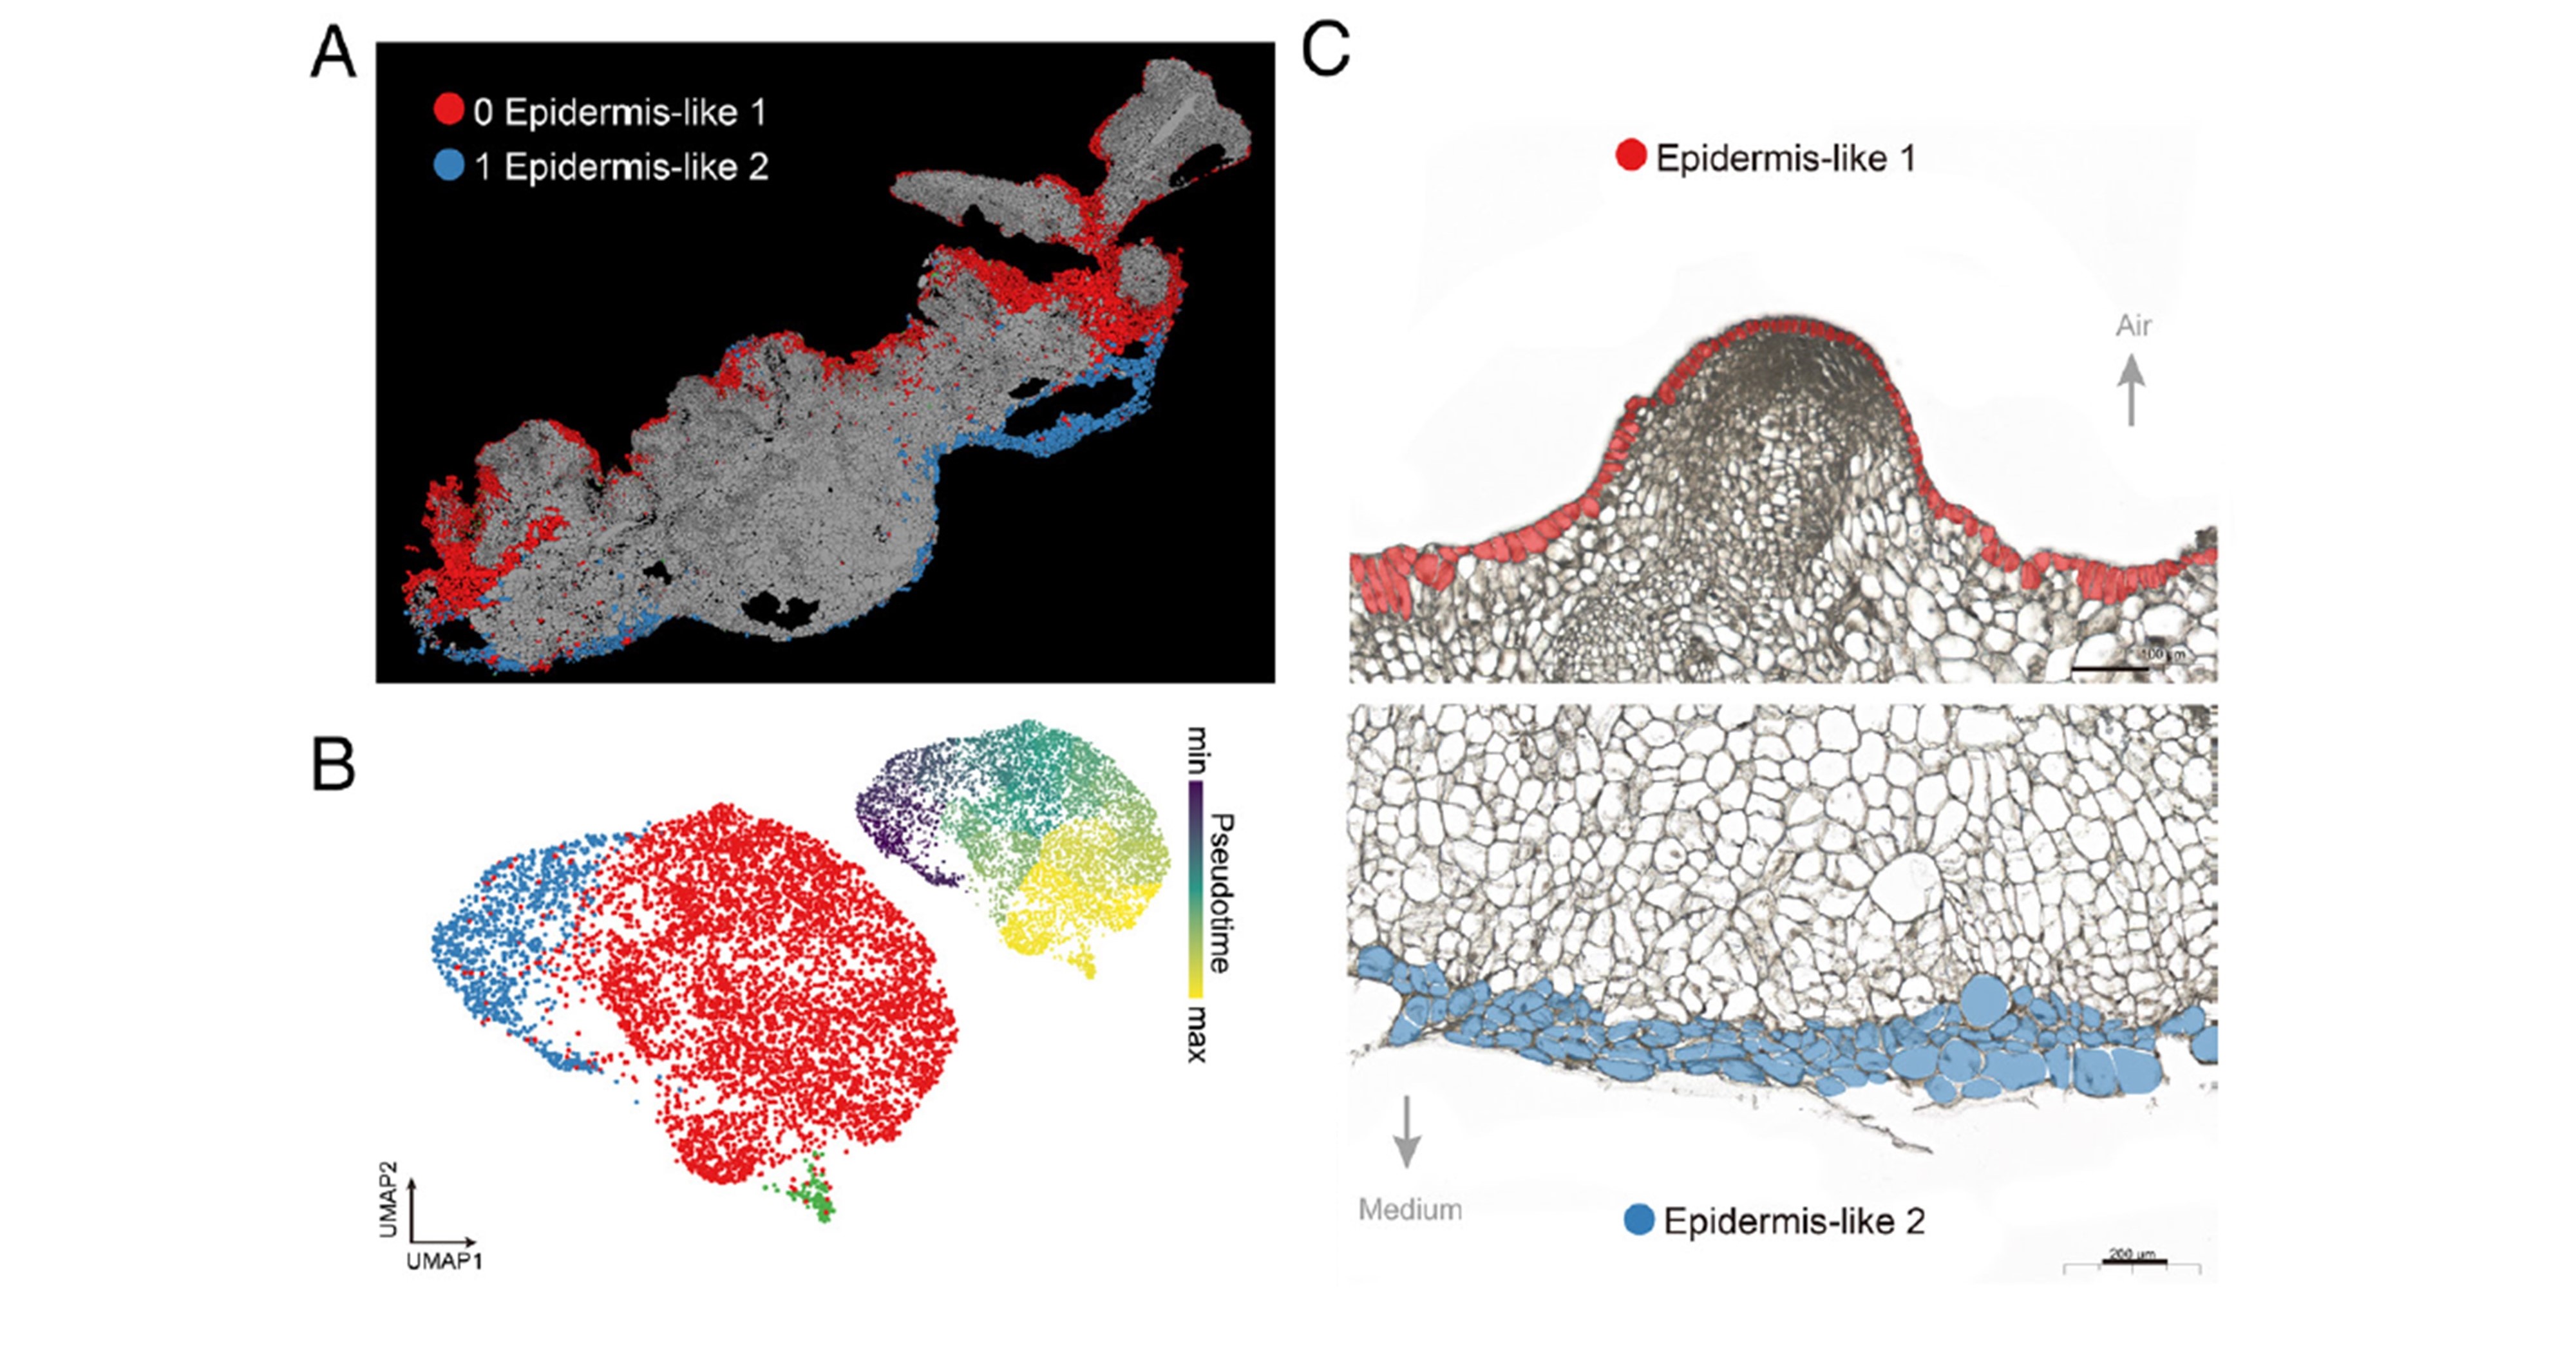 A
0 Epidermis-like 1
1 Epidermis-like 2
B
min
Pseudotime
max
UMAP2
UMAP1
C
Epidermis-like 1
Air
100 µm
Medium
Epidermis-like 2
200 µm